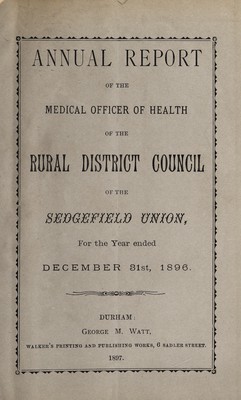 ANNUAL REPORT
OF THE
MEDICAL OFFICER OF HEALTH
OF THE
RURAL DISTRICT COUNCIL
OF THE
SEDGEFIELD UNION,
For the Year ended
DECEMBER 31st, 1896.
DURHAM:
GEORGE M. WATT,
WALKER'S PRINTING AND PUBLISHING WORKS, 6 SADLER STREET.
1897.